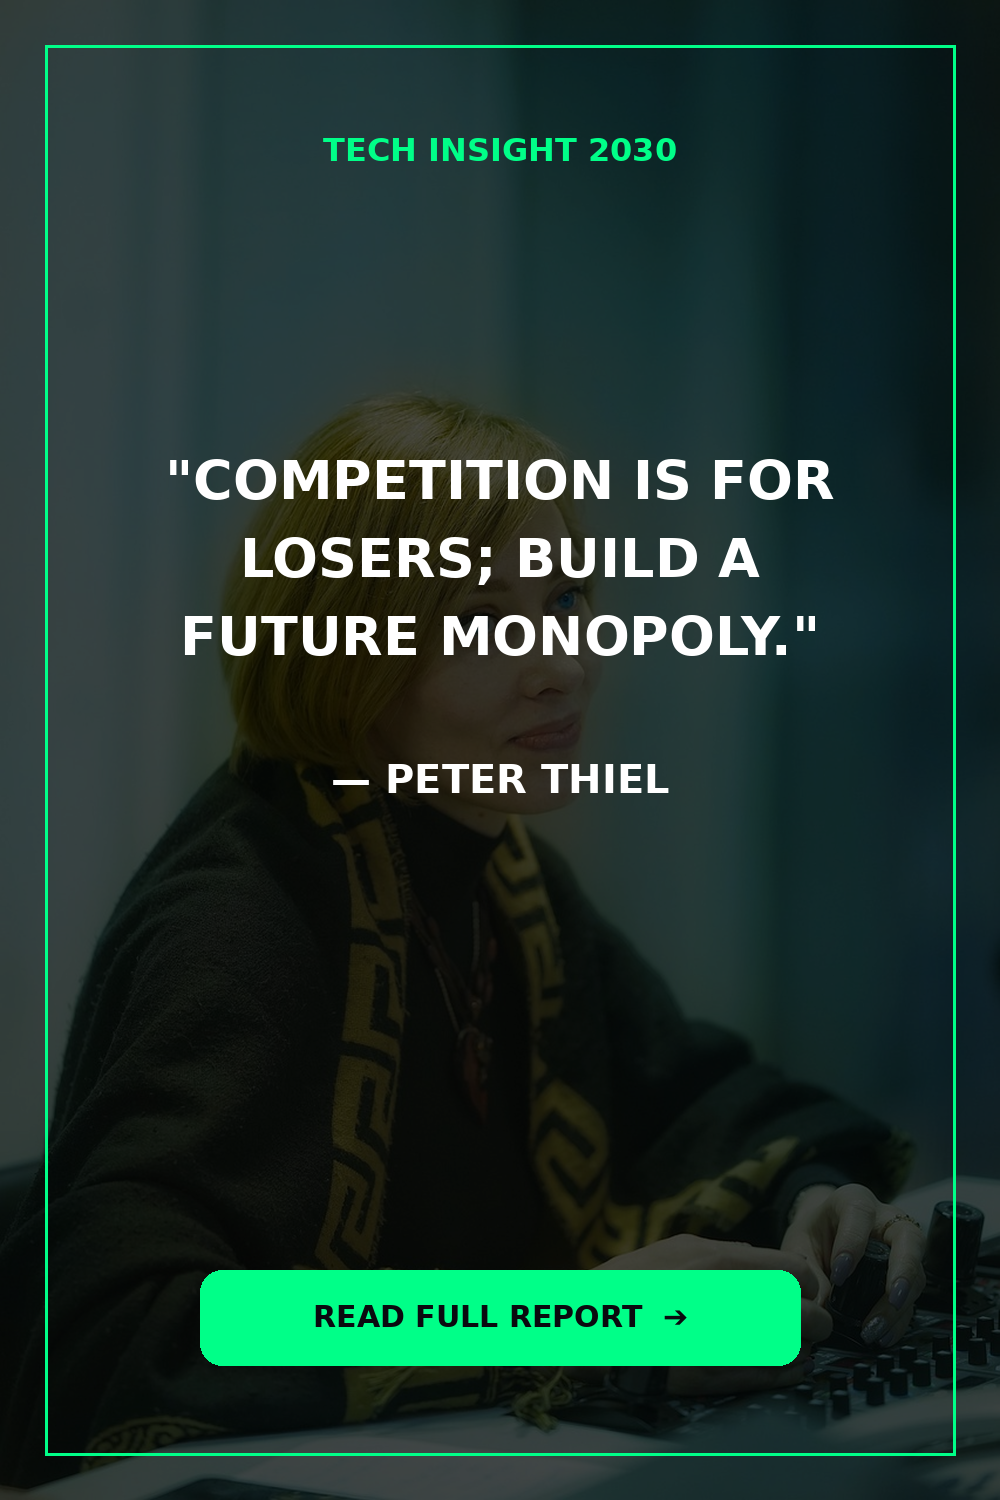 TECH INSIGHT 2030
"COMPETITION IS FOR
LOSERS; BUILD A
FUTURE MONOPOLY."
— PETER THIEL
READ FULL REPORT ➔